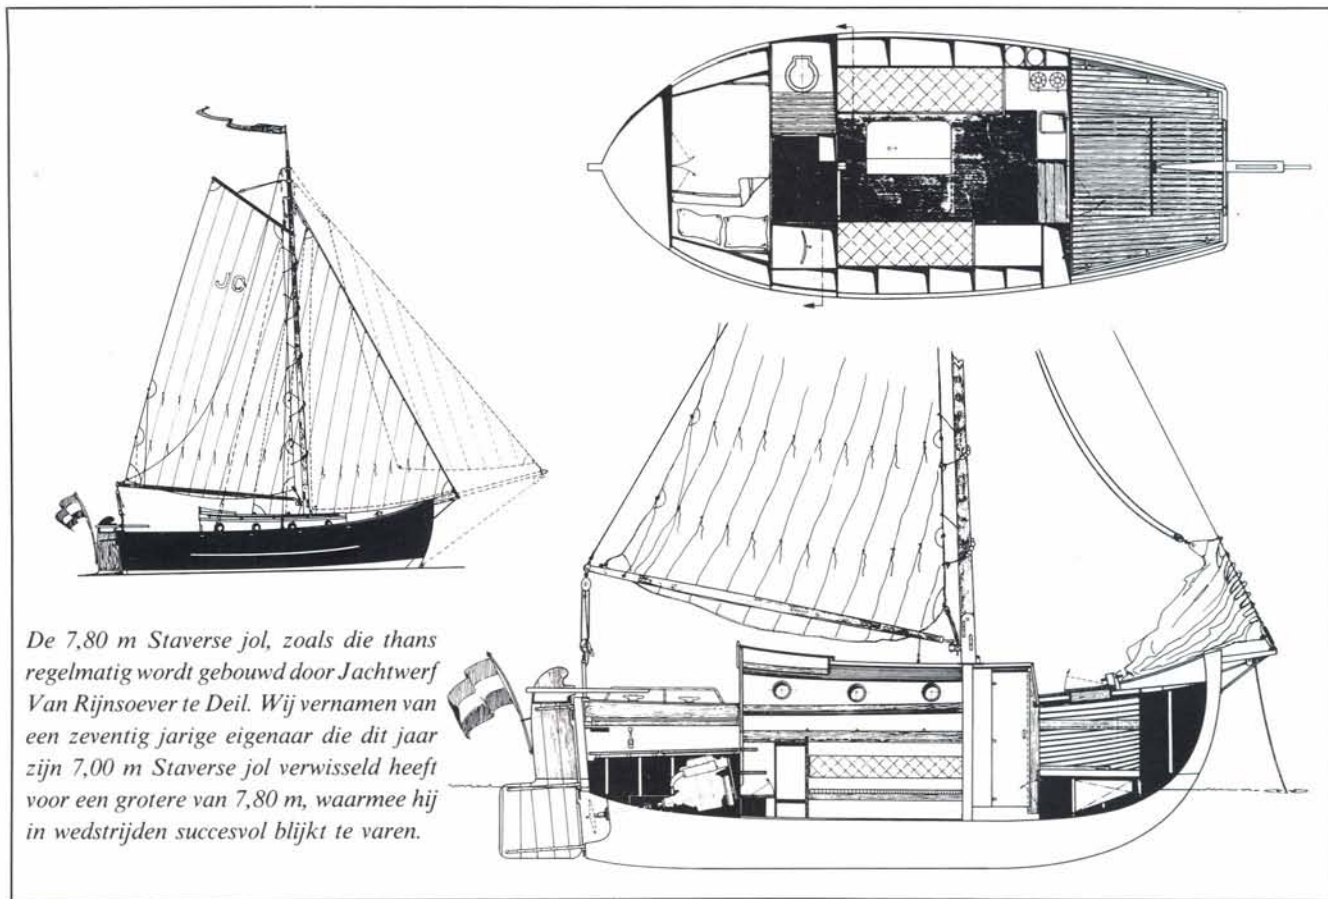 JO
De 7,80 m Staverse jol, zoals die thans
regelmatig wordt gebouwd door Jachtwerf
Van Rijnsoever te Deil. Wij vernamen van
een zeventig jarige eigenaar die dit jaar
zijn 7,00 m Staverse jol verwisseld heeft
voor een grotere van 7,80 m, waarmee hij
in wedstrijden succesvol blijkt te varen.